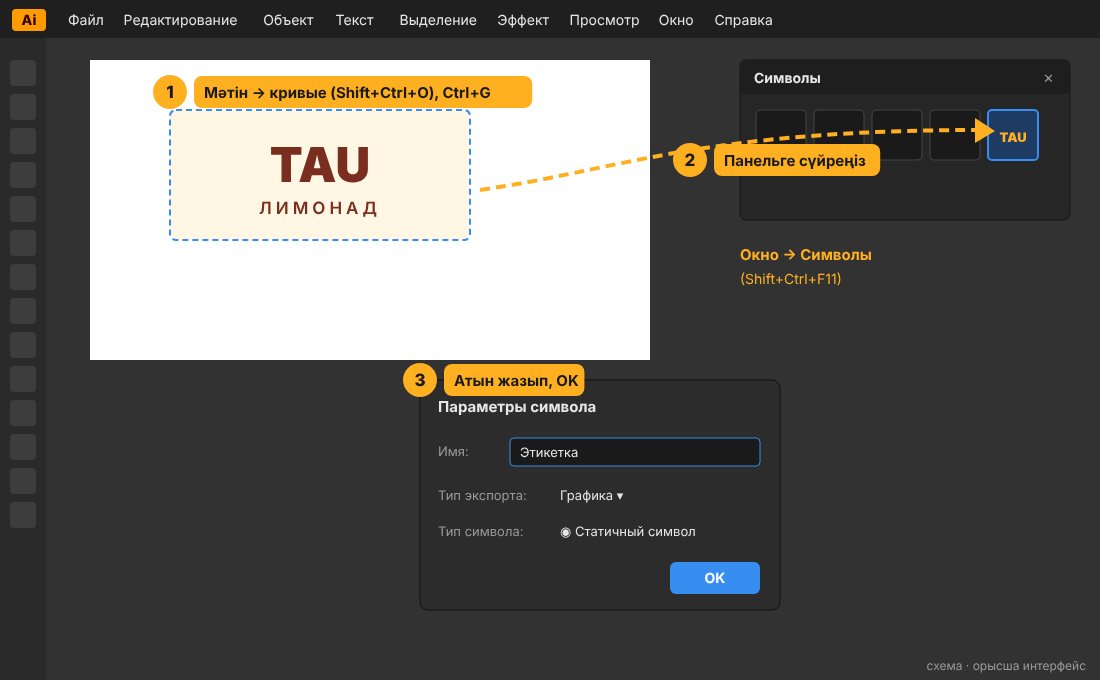 Ai Файл Редактирование Объект Текст Выделение Эффект Просмотр Окно Справка
1 Мәтін → кривые (Shift+Ctrl+O), Ctrl+G
TAU
ЛИМОНАД
Символы ×
TAU
2 Панельге сүйреңіз
Окно → Символы
(Shift+Ctrl+F11)
3 Атын жазып, OK
Параметры символа
Имя: Этикетка
Тип экспорта: Графика ▾
Тип символа: ◉ Статичный символ
OK
схема · орысша интерфейс